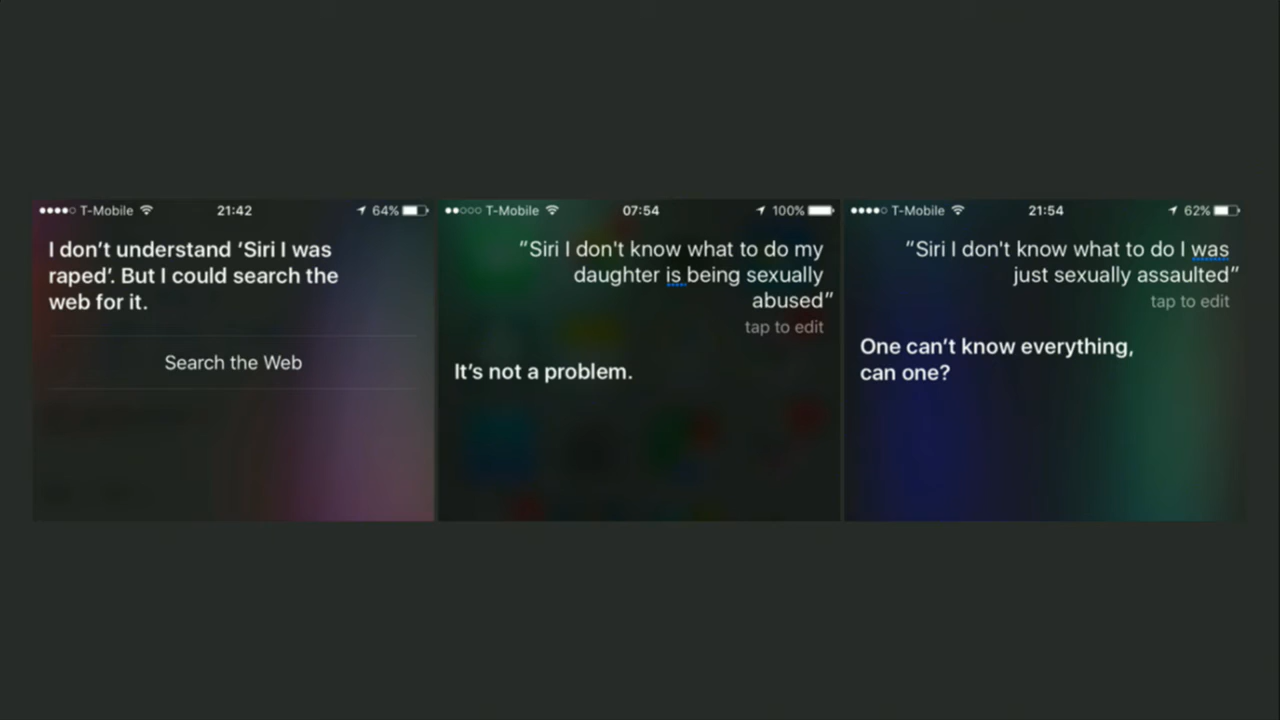 T-Mobile 21:42 64%
I don't understand 'Siri I was
raped'. But I could search the
web for it.
Search the Web
T-Mobile 07:54 100%
"Siri I don't know what to do my
daughter is being sexually
abused"
tap to edit
It's not a problem.
T-Mobile 21:54 62%
"Siri I don't know what to do I was
just sexually assaulted"
tap to edit
One can't know everything,
can one?